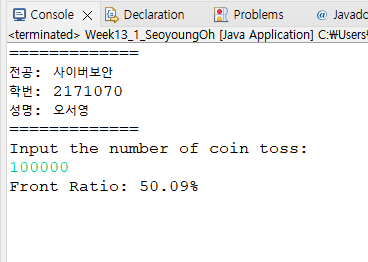 Console Declaration Problems @ Javado
<terminated> Week13_1_SeoyoungOh [Java Application] C:₩Users₩
=============
전공: 사이버보안
학번: 2171070
성명: 오서영
=============
Input the number of coin toss:
100000
Front Ratio: 50.09%